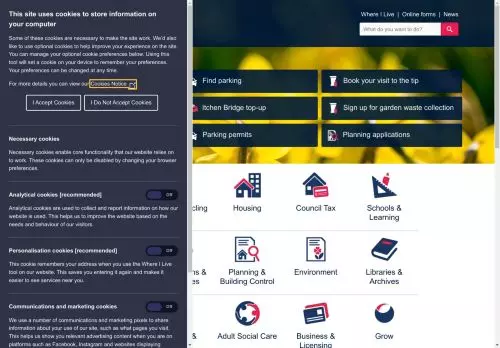 This site uses cookies to store information on
your computer
Some of these cookies are necessary to make the site work. We'd also
like to use optional cookies to help improve your experience on the site.
You can manage your optional cookie preferences below. Using this
tool will set a cookie on your device to remember your preferences.
Your preferences can be changed at any time.
For more details you can view our Cookies Notice
I Accept Cookies
I Do Not Accept Cookies
Necessary cookies
Necessary cookies enable core functionality that our website relies on
to work. These cookies can only be disabled by changing your browser
preferences.
Analytical cookies [recommended]
Off
Analytical cookies are used to collect and report information on how our
website is used. This helps us to improve the website based on the
needs and behaviour of our visitors.
Personalisation cookies [recommended]
Off
This cookie remembers your address when you use the Where I Live
tool on our website. This saves you entering it again and makes it
easier to see services near you.
Communications and marketing cookies
Off
We use a number of communications and marketing pixels to share
information about your use of our site, such as what pages you visit.
This helps us show you relevant advertising content when you are on
platforms such as Facebook, Instagram and websites displaying
Where I Live | Online forms | News
What do you want to do?
Find parking
Book your visit to the tip
Itchen Bridge top-up
Sign up for garden waste collection
Parking permits
Planning applications
cling
Housing
Council Tax
Schools &
Learning
s &
Planning &
Building Control
Environment
Libraries &
Archives
&
Adult Social Care
Business &
Licensing
Grow